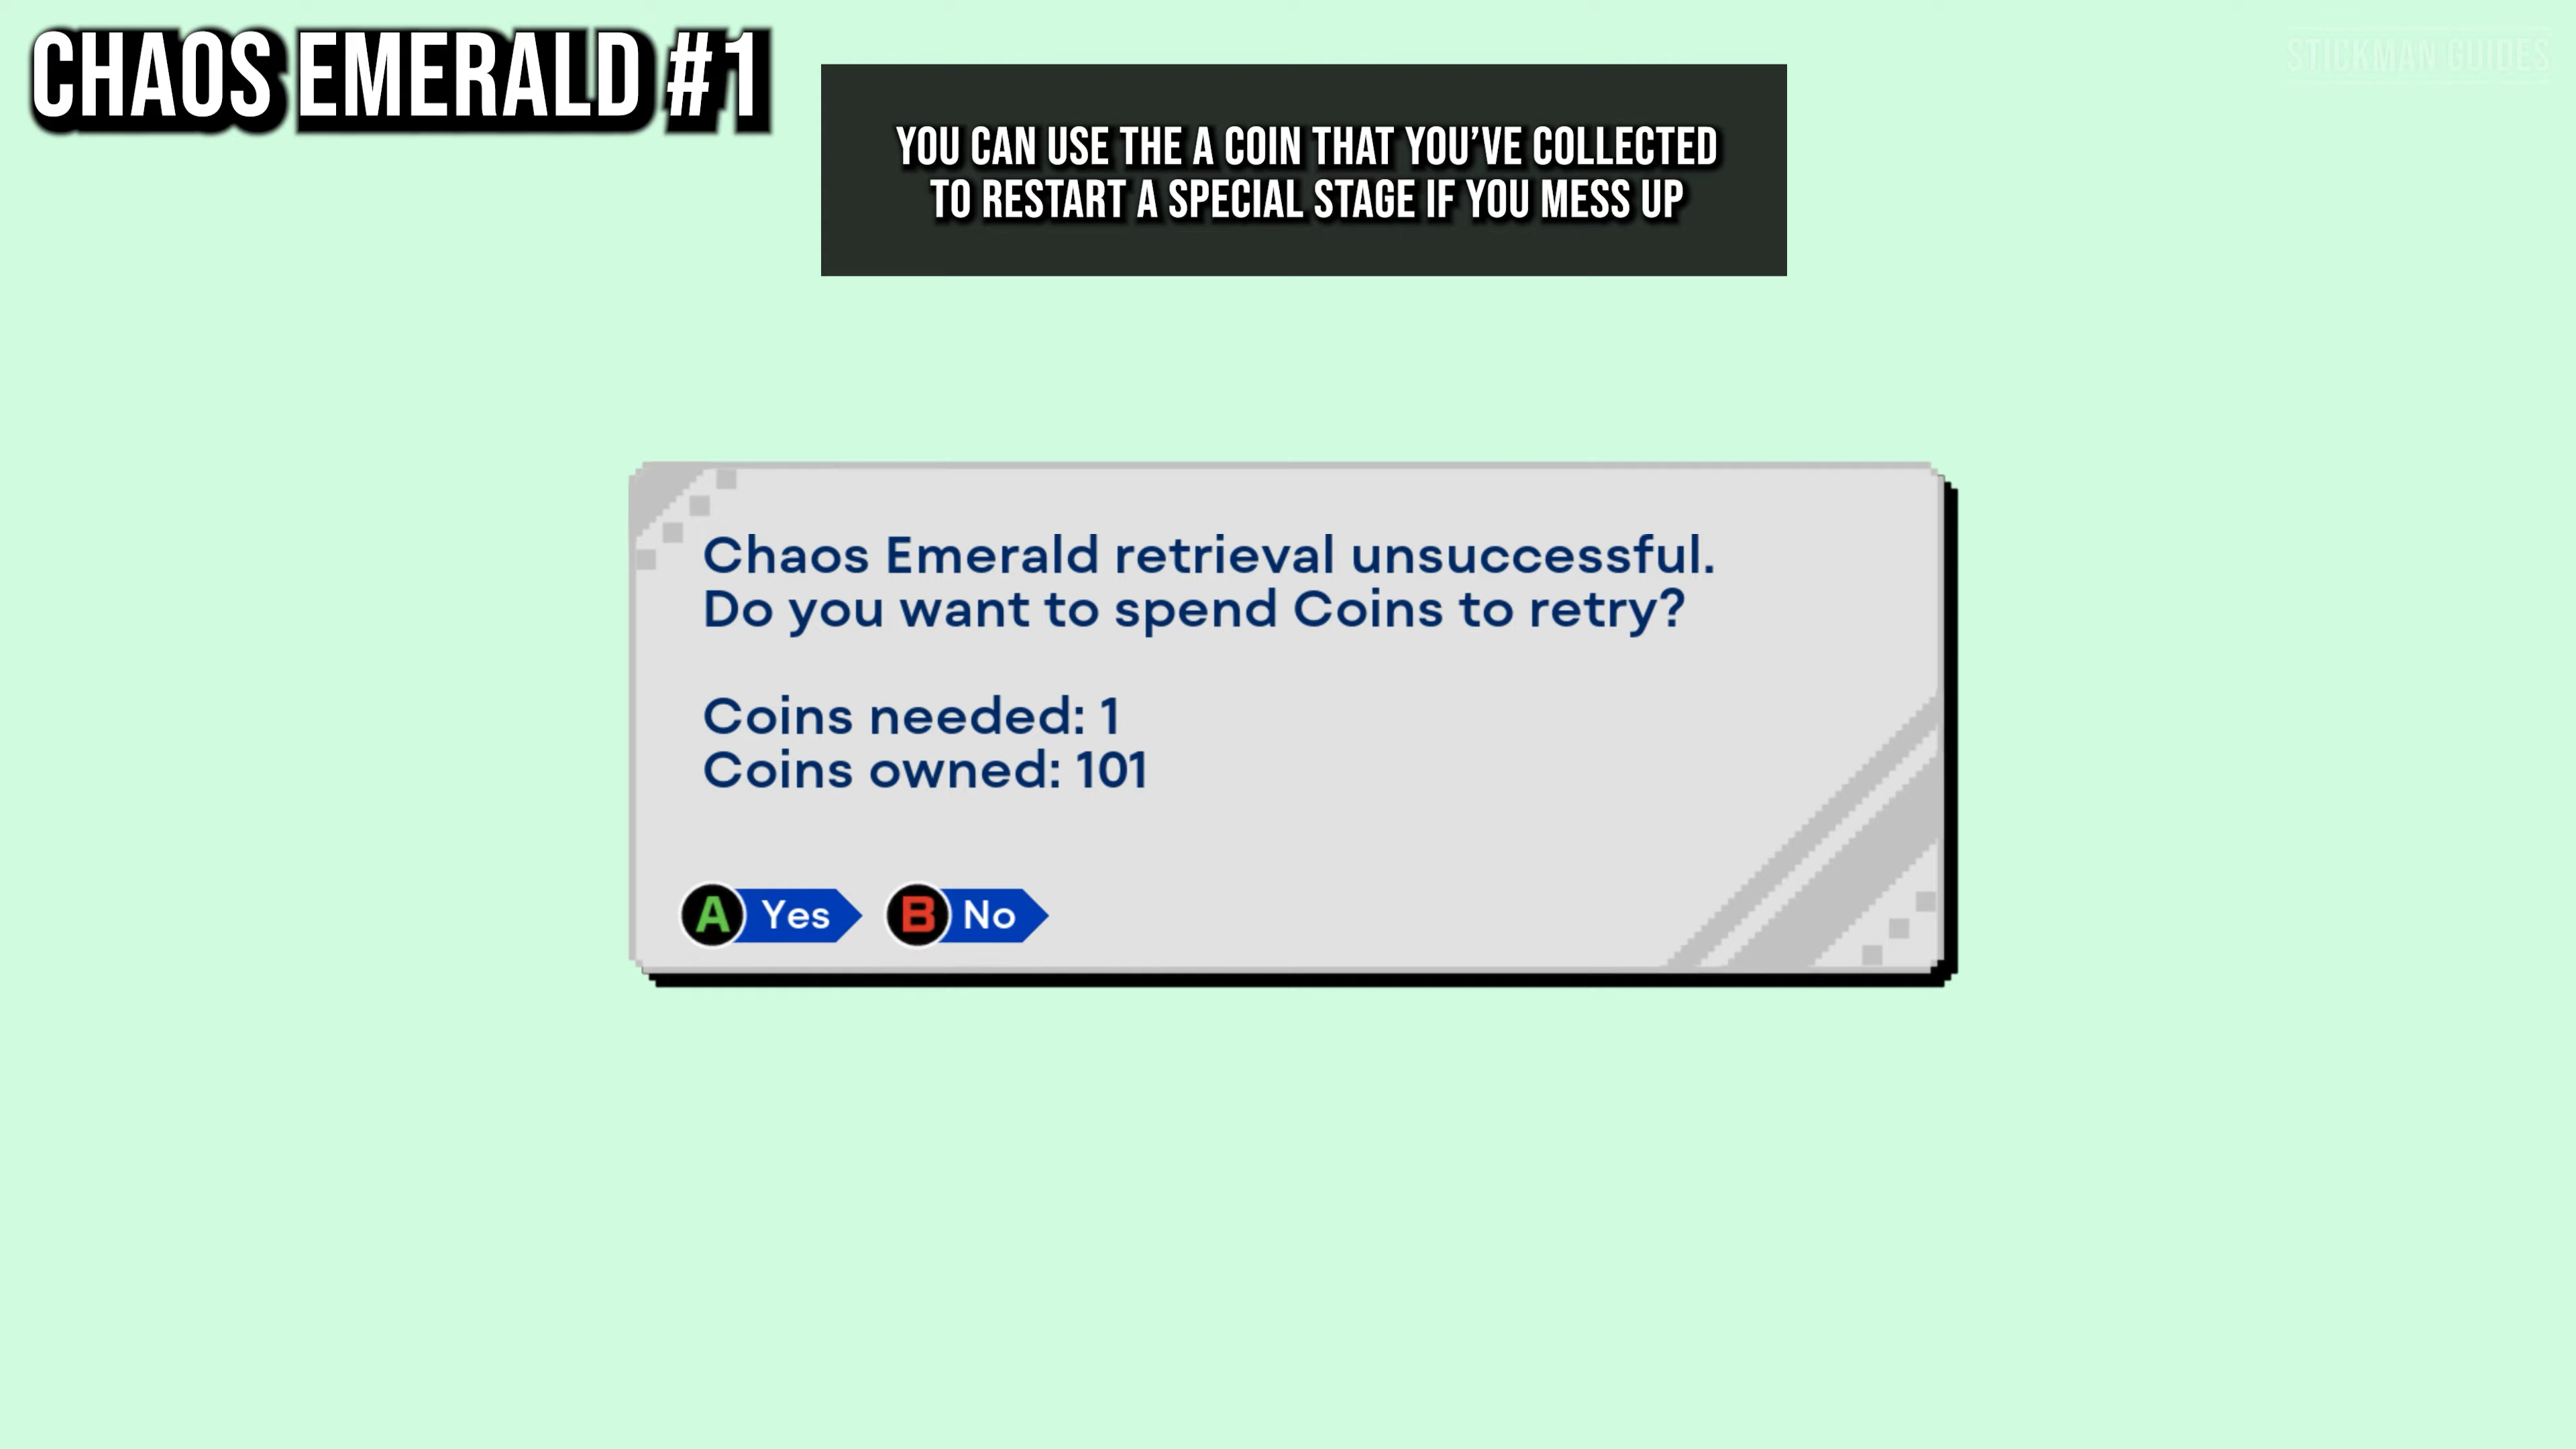 CHAOS EMERALD #1
STICKMAN GUIDES
YOU CAN USE THE A COIN THAT YOU'VE COLLECTED
TO RESTART A SPECIAL STAGE IF YOU MESS UP
Chaos Emerald retrieval unsuccessful.
Do you want to spend Coins to retry?
Coins needed: 1
Coins owned: 101
A Yes B No